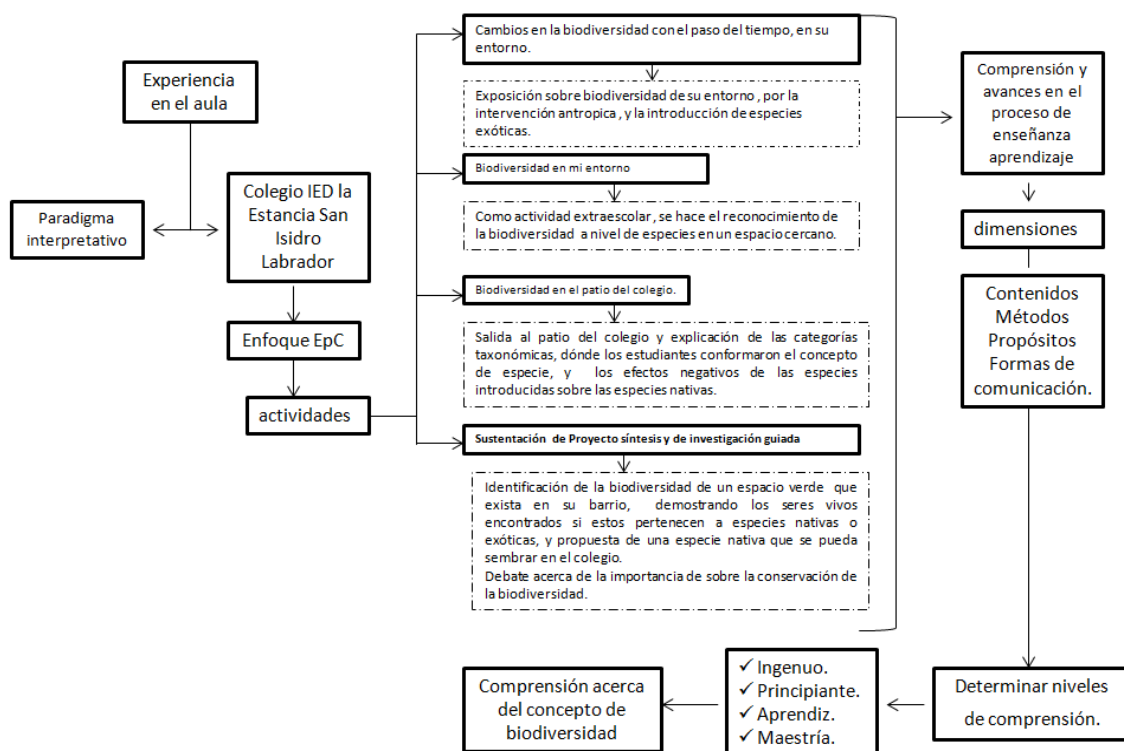 Experiencia
en el aula
Paradigma
interpretativo
Colegio IED la
Estancia San
Isidro
Labrador
Enfoque EpC
actividades
Cambios en la biodiversidad con el paso del tiempo, en su
entorno.
Exposición sobre biodiversidad de su entorno , por la
intervención antropica , y la introducción de especies
exóticas.
Biodiversidad en mi entorno
Como actividad extraescolar , se hace el reconocimiento de
la biodiversidad a nivel de especies en un espacio cercano.
Biodiversidad en el patio del colegio.
Salida al patio del colegio y explicación de las categorías
taxonómicas, dónde los estudiantes conformaron el concepto
de especie, y los efectos negativos de las especies
introducidas sobre las especies nativas.
Sustentación de Proyecto síntesis y de investigación guiada
Identificación de la biodiversidad de un espacio verde que
exista en su barrio, demostrando los seres vivos
encontrados si estos pertenecen a especies nativas o
exóticas, y propuesta de una especie nativa que se pueda
sembrar en el colegio.
Debate acerca de la importancia de sobre la conservación de
la biodiversidad.
Comprensión y
avances en el
proceso de
enseñanza
aprendizaje
dimensiones
Contenidos
Métodos
Propósitos
Formas de
comunicación.
Determinar niveles
de comprensión.
✓ Ingenuo.
✓ Principiante.
✓ Aprendiz.
✓ Maestría.
Comprensión acerca
del concepto de
biodiversidad